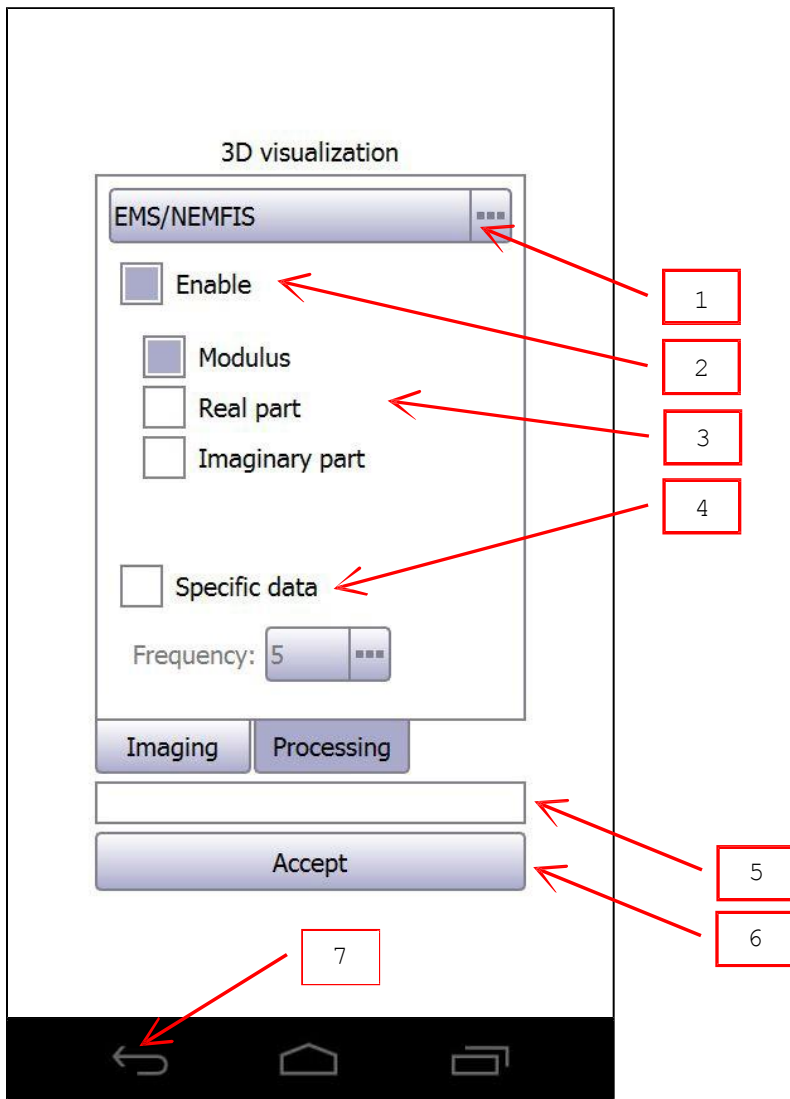 3D visualization
EMS/NEMFIS
Enable
1
Modulus
2
Real part
3
Imaginary part
4
Specific data
Frequency: 5
Imaging Processing
Accept
5
6
7